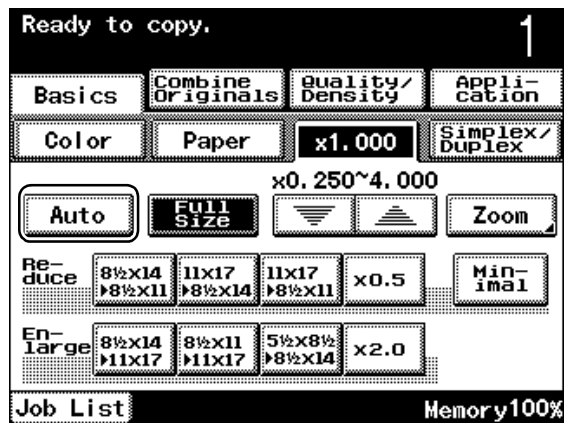 Ready to copy. 1
Basics Combine Originals Quality/ Density Appli- cation
Color Paper x1.000 Simplex/ Duplex
x0.250~4.000
Auto Full Size Zoom
Re- duce 8½x14 ▸8½x11 11x17 ▸8½x14 11x17 ▸8½x11 x0.5 Min- imal
En- large 8½x14 ▸11x17 8½x11 ▸11x17 5½x8½ ▸8½x14 x2.0
Job List Memory100%